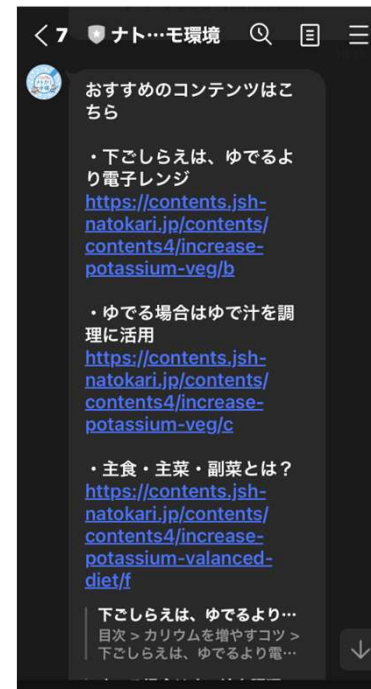 7 ナト…モ環境
おすすめのコンテンツはこ
ちら
・下ごしらえは、ゆでるよ
り電子レンジ
https://contents.jsh-
natokari.jp/contents/
contents4/increase-
potassium-veg/b
・ゆでる場合はゆで汁を調
理に活用
https://contents.jsh-
natokari.jp/contents/
contents4/increase-
potassium-veg/c
・主食・主菜・副菜とは？
https://contents.jsh-
natokari.jp/contents/
contents4/increase-
potassium-valanced-
diet/f
下ごしらえは、ゆでるより…
目次 > カリウムを増やすコツ >
下ごしらえは、ゆでるより電…